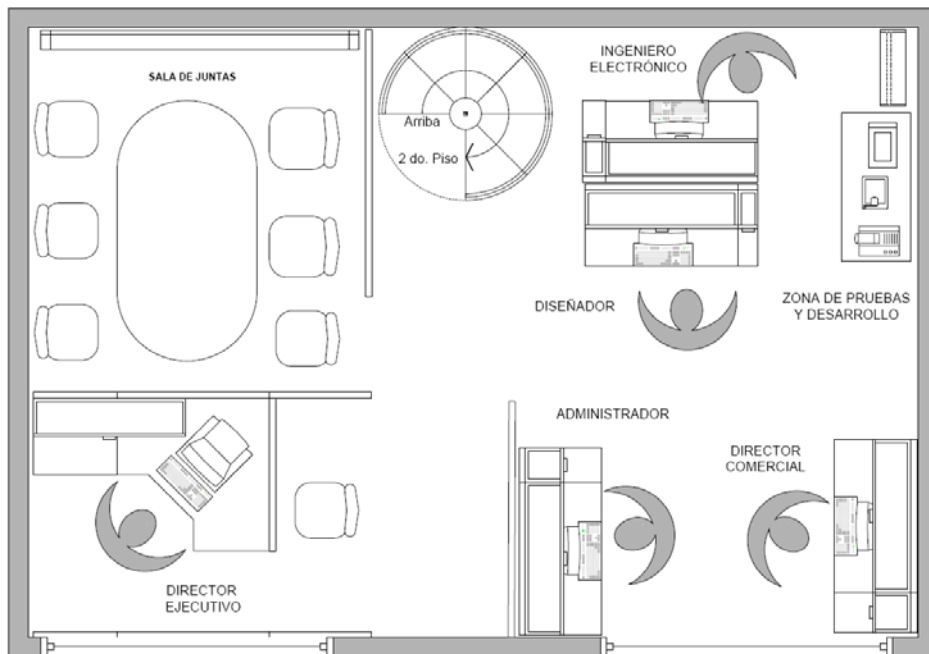 SALA DE JUNTAS
Arriba
2 do. Piso
INGENIERO
ELECTRÓNICO
DISEÑADOR
ZONA DE PRUEBAS
Y DESARROLLO
ADMINISTRADOR
DIRECTOR
COMERCIAL
DIRECTOR
EJECUTIVO